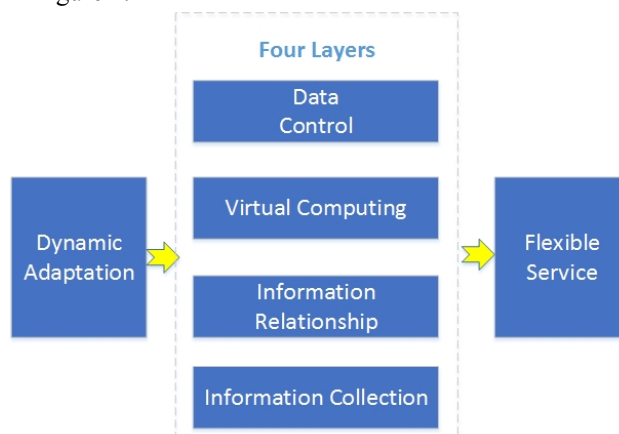 Four Layers
Data
Control
Virtual Computing
Dynamic
Adaptation
Information
Relationship
Flexible
Service
Information Collection